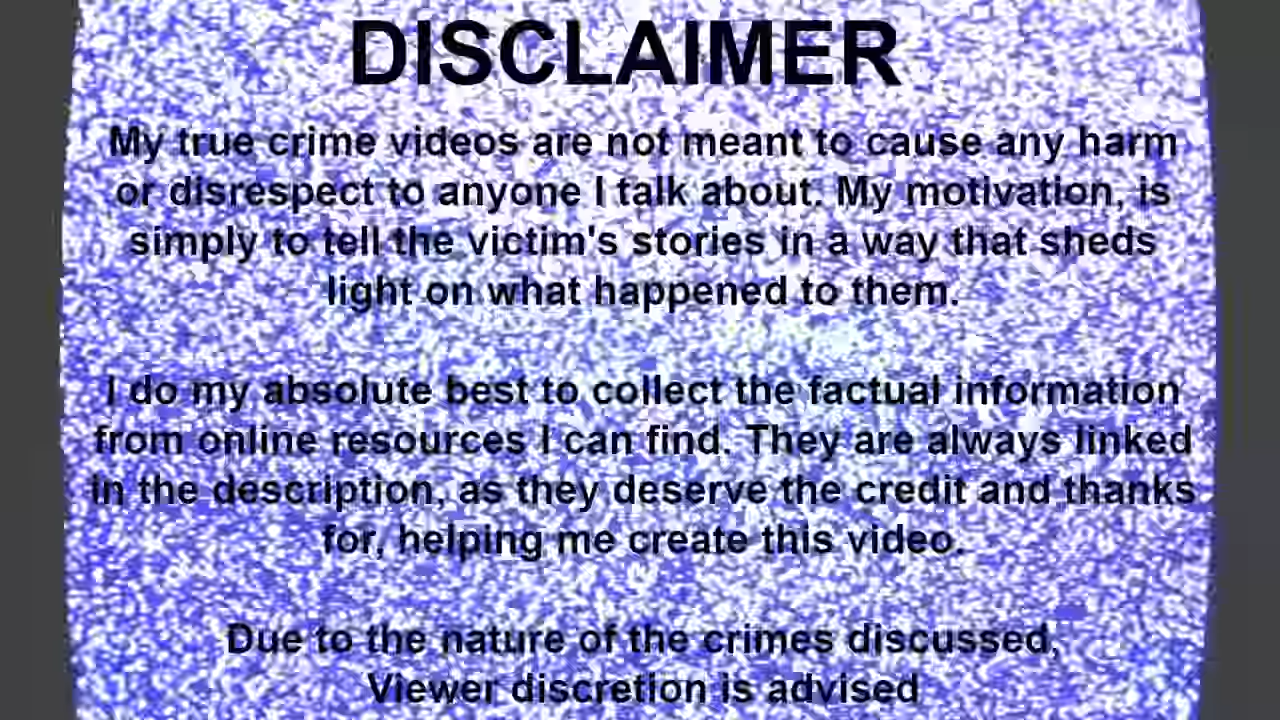 DISCLAIMER
My true crime videos are not meant to cause any harm
or disrespect to anyone I talk about. My motivation, is
simply to tell the victim's stories in a way that sheds
light on what happened to them.
I do my absolute best to collect the factual information
from online resources I can find. They are always linked
in the description, as they deserve the credit and thanks
for, helping me create this video.
Due to the nature of the crimes discussed,
Viewer discretion is advised